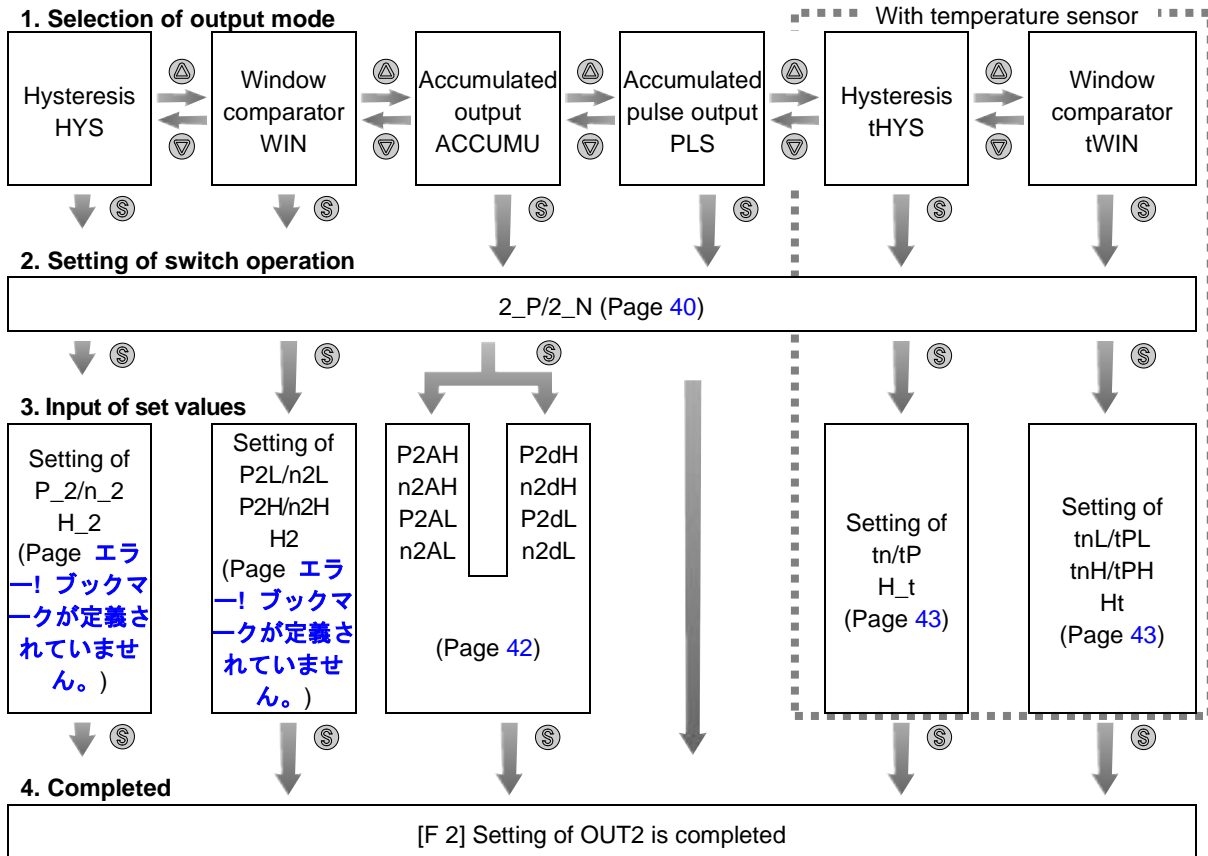 1. Selection of output mode
With temperature sensor
Hysteresis
HYS
Window
comparator
WIN
Accumulated
output
ACCUMU
Accumulated
pulse output
PLS
Hysteresis
tHYS
Window
comparator
tWIN
S
S
S
S
S
S
2. Setting of switch operation
2_P/2_N (Page 40)
S
S
S
S
S
3. Input of set values
Setting of
P_2/n_2
H_2
(Page エラ
ー! ブックマ
ークが定義さ
れていませ
ん。)
Setting of
P2L/n2L
P2H/n2H
H2
(Page エラ
ー! ブックマ
ークが定義さ
れていませ
ん。)
P2AH
n2AH
P2AL
n2AL
P2dH
n2dH
P2dL
n2dL
(Page 42)
Setting of
tn/tP
H_t
(Page 43)
Setting of
tnL/tPL
tnH/tPH
Ht
(Page 43)
S
S
S
S
S
4. Completed
[F 2] Setting of OUT2 is completed